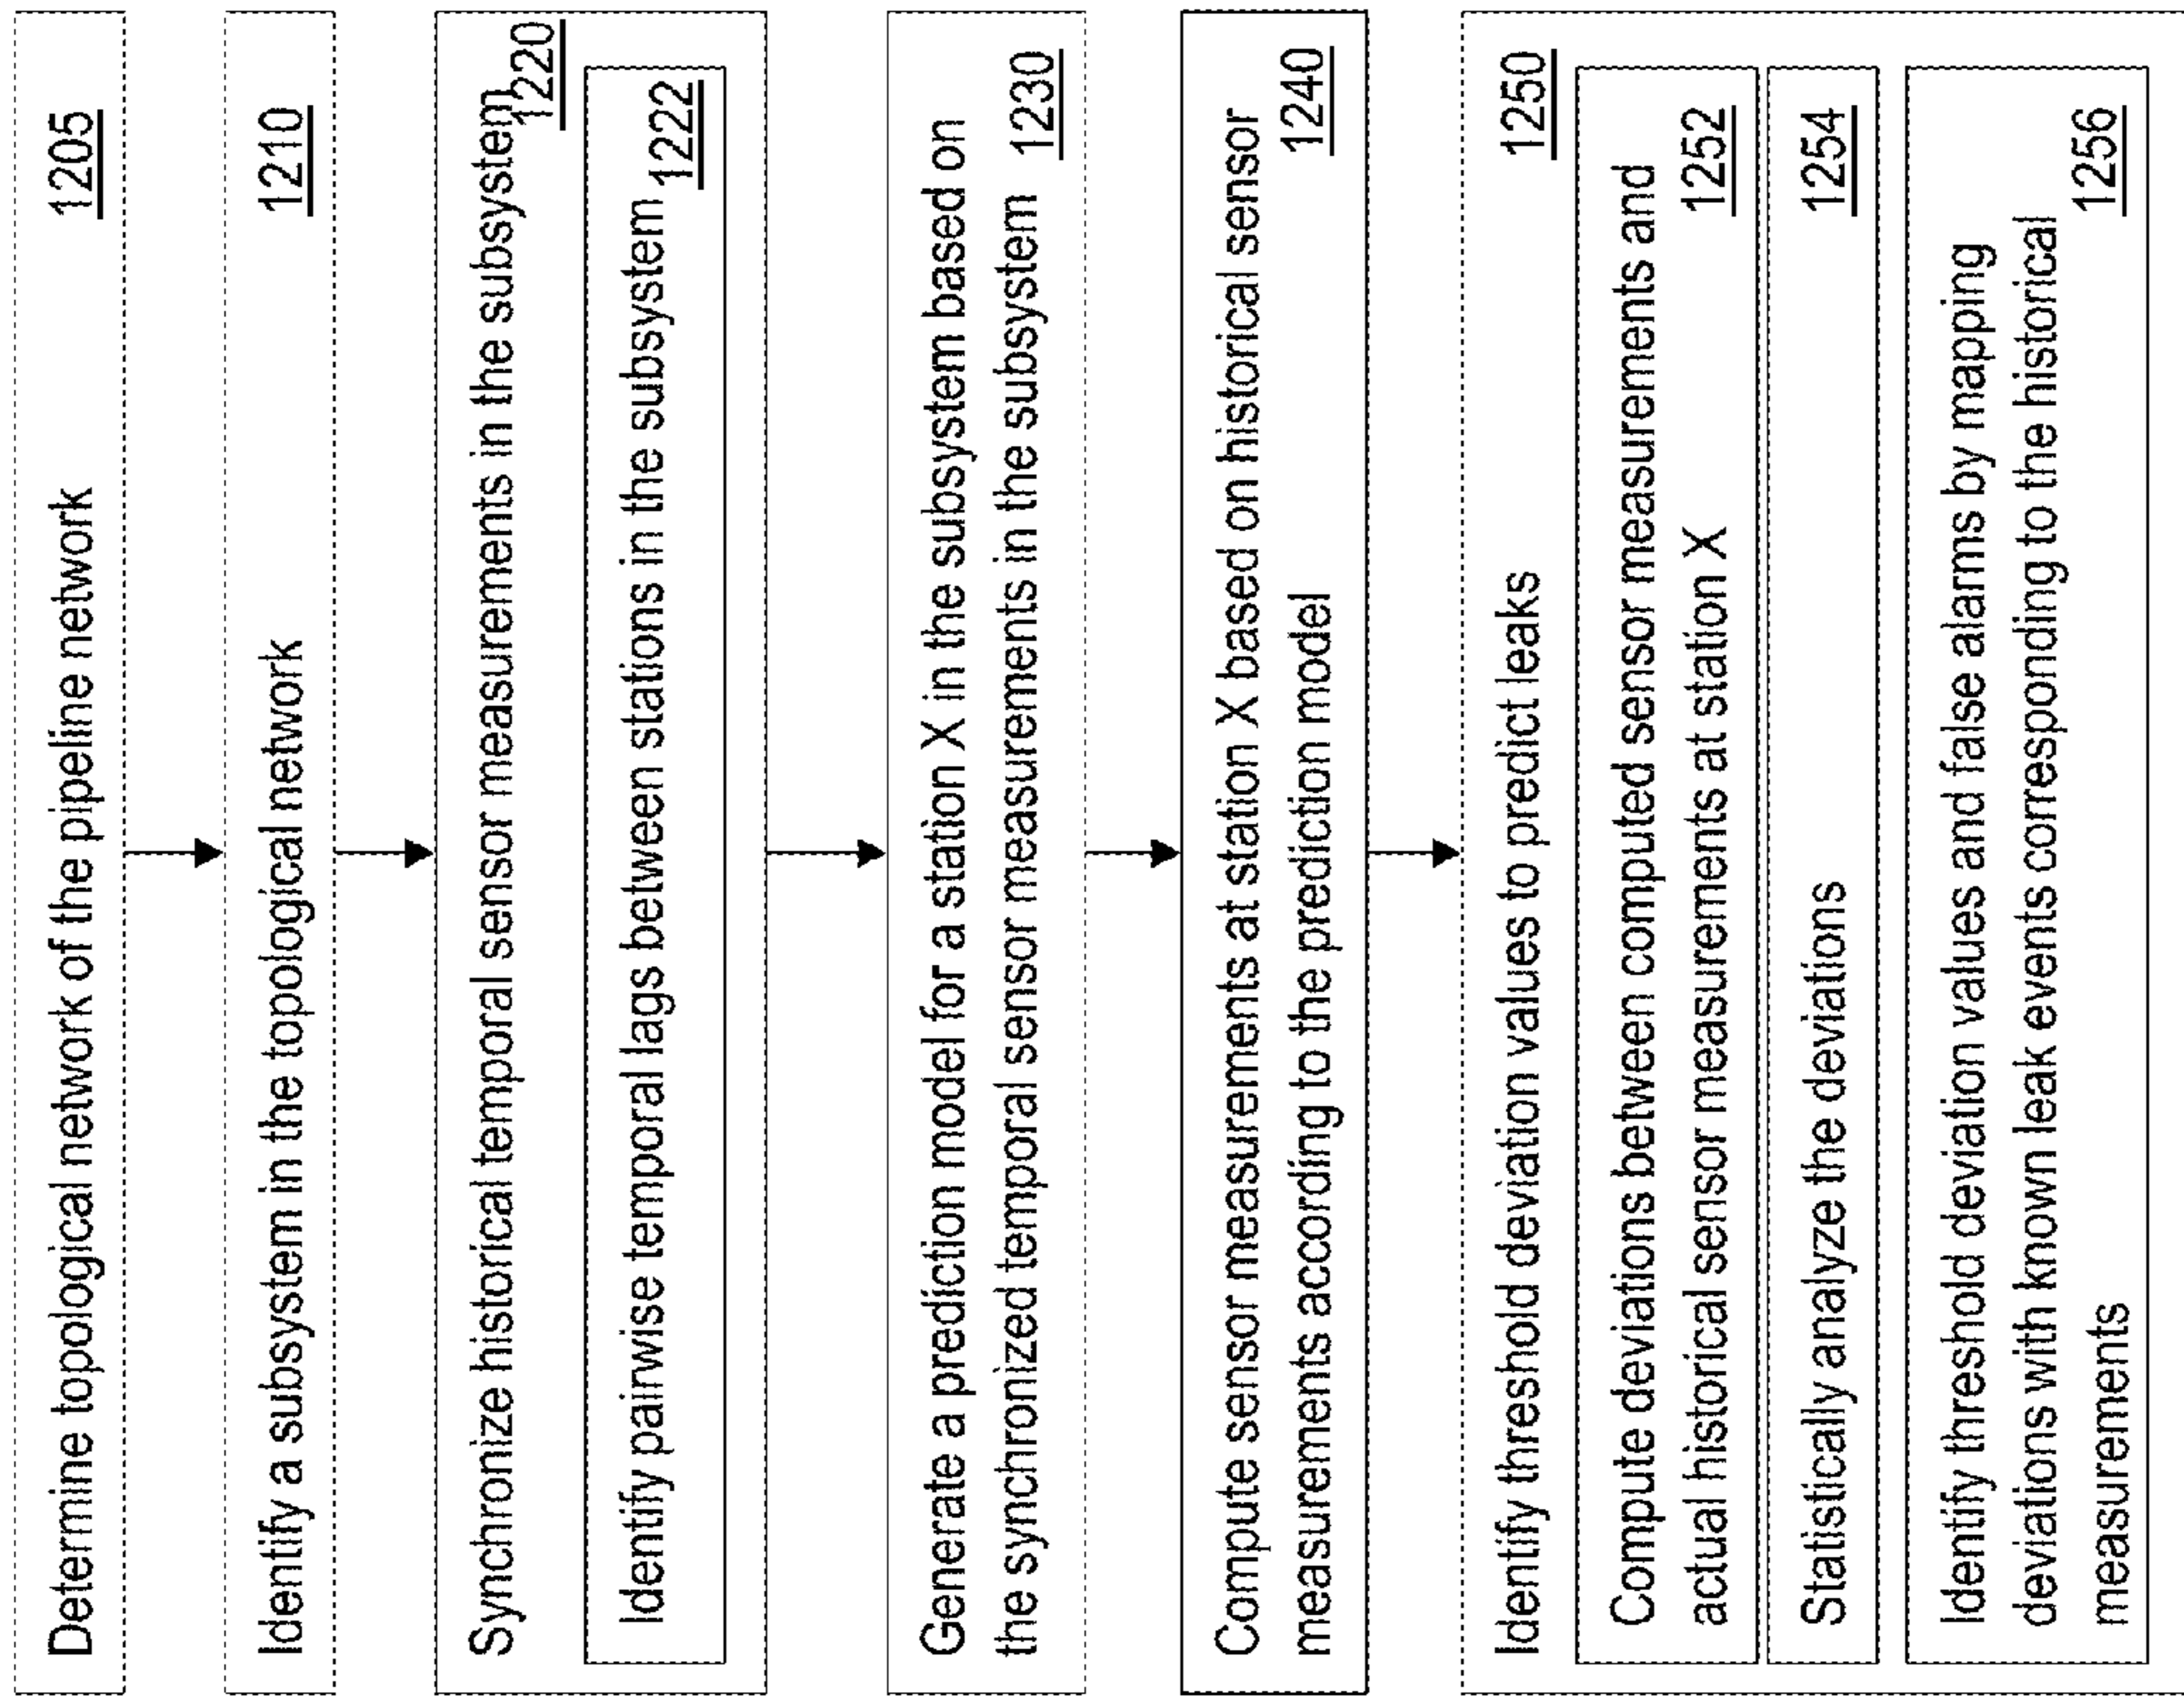 Determine topological network of the pipeline network
1205
Identify a subsystem in the topological network
1210
Synchronize historical temporal sensor measurements in the subsystem
1220
Identify pairwise temporal lags between stations in the subsystem
1222
Generate a prediction model for a station X in the subsystem based on
the synchronized temporal sensor measurements in the subsystem
1230
Compute sensor measurements at station X based on historical sensor
measurements according to the prediction model
1240
Identify threshold deviation values to predict leaks
1250
Compute deviations between computed sensor measurements and
actual historical sensor measurements at station X
1252
Statistically analyze the deviations
1254
Identify threshold deviation values and false alarms by mapping
deviations with known leak events corresponding to the historical
measurements
1256